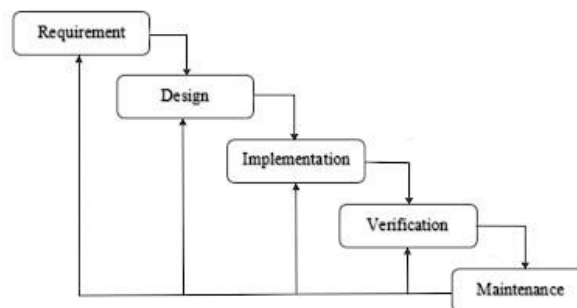 Requirement
Design
Implementation
Verification
Maintenance